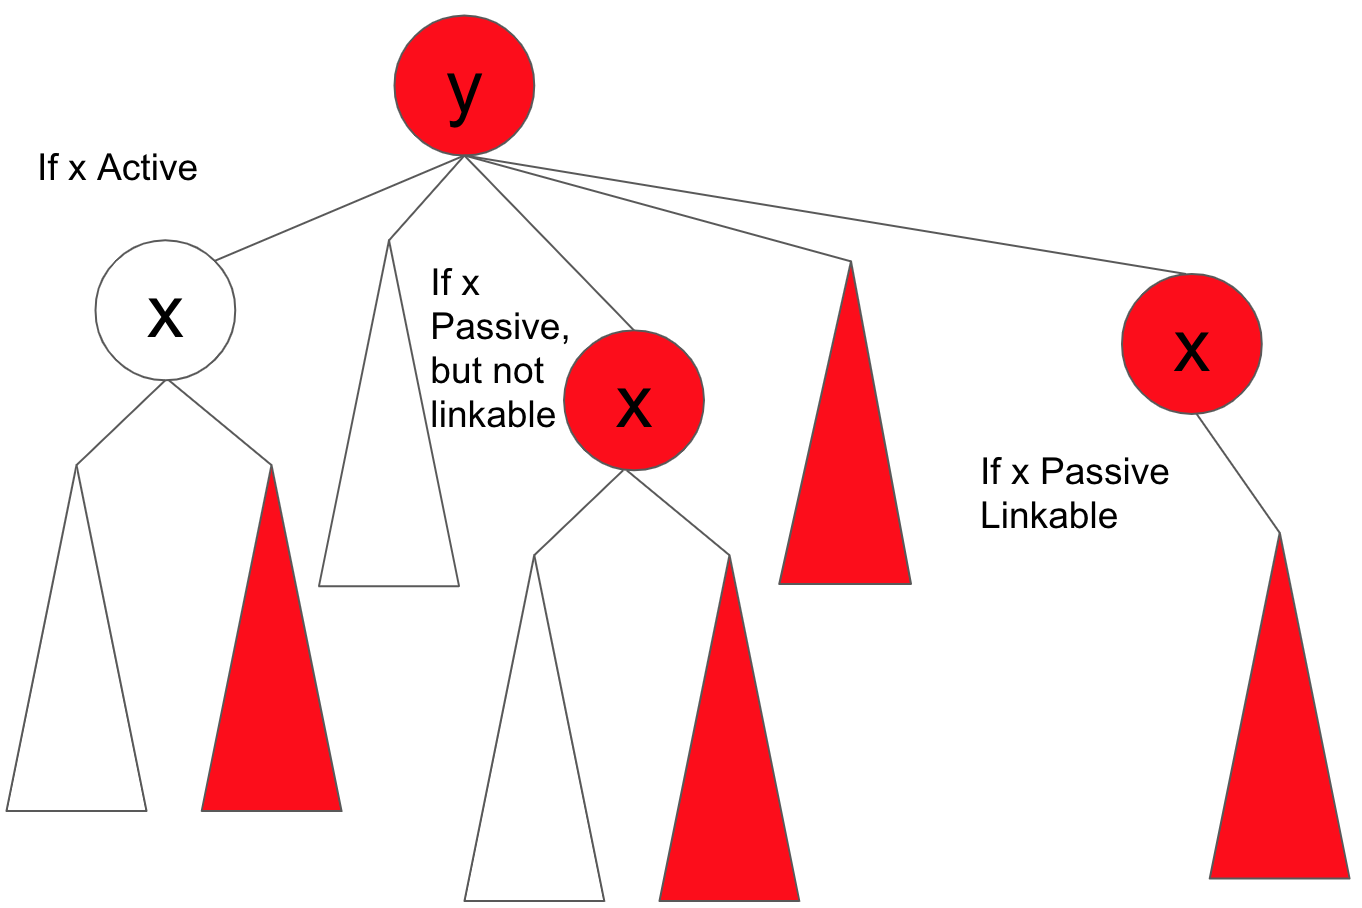 y
If x Active
x
If x
Passive,
but not
linkable
x
x
If x Passive
Linkable